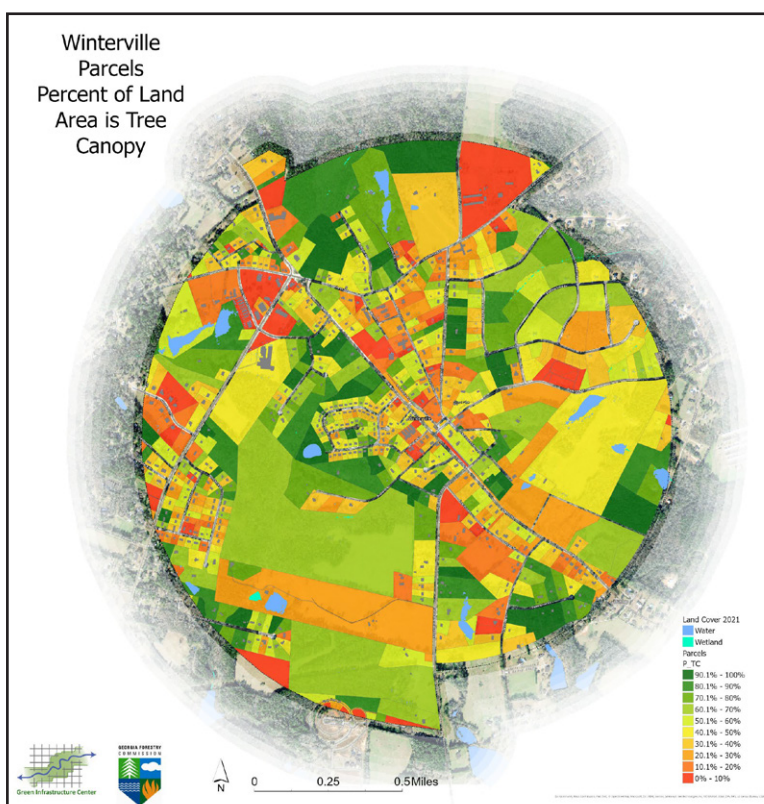 Winterville
Parcels
Percent of Land
Area is Tree
Canopy
Land Cover 2021
Water
Wetland
Parcels
P_TC
90.1% - 100%
80.1% - 90%
70.1% - 80%
60.1% - 70%
50.1% - 60%
40.1% - 50%
30.1% - 40%
20.1% - 30%
10.1% - 20%
0% - 10%
Green Infrastructure Center
GEORGIA FORESTRY
COMMISSION
N
0 0.25 0.5Miles